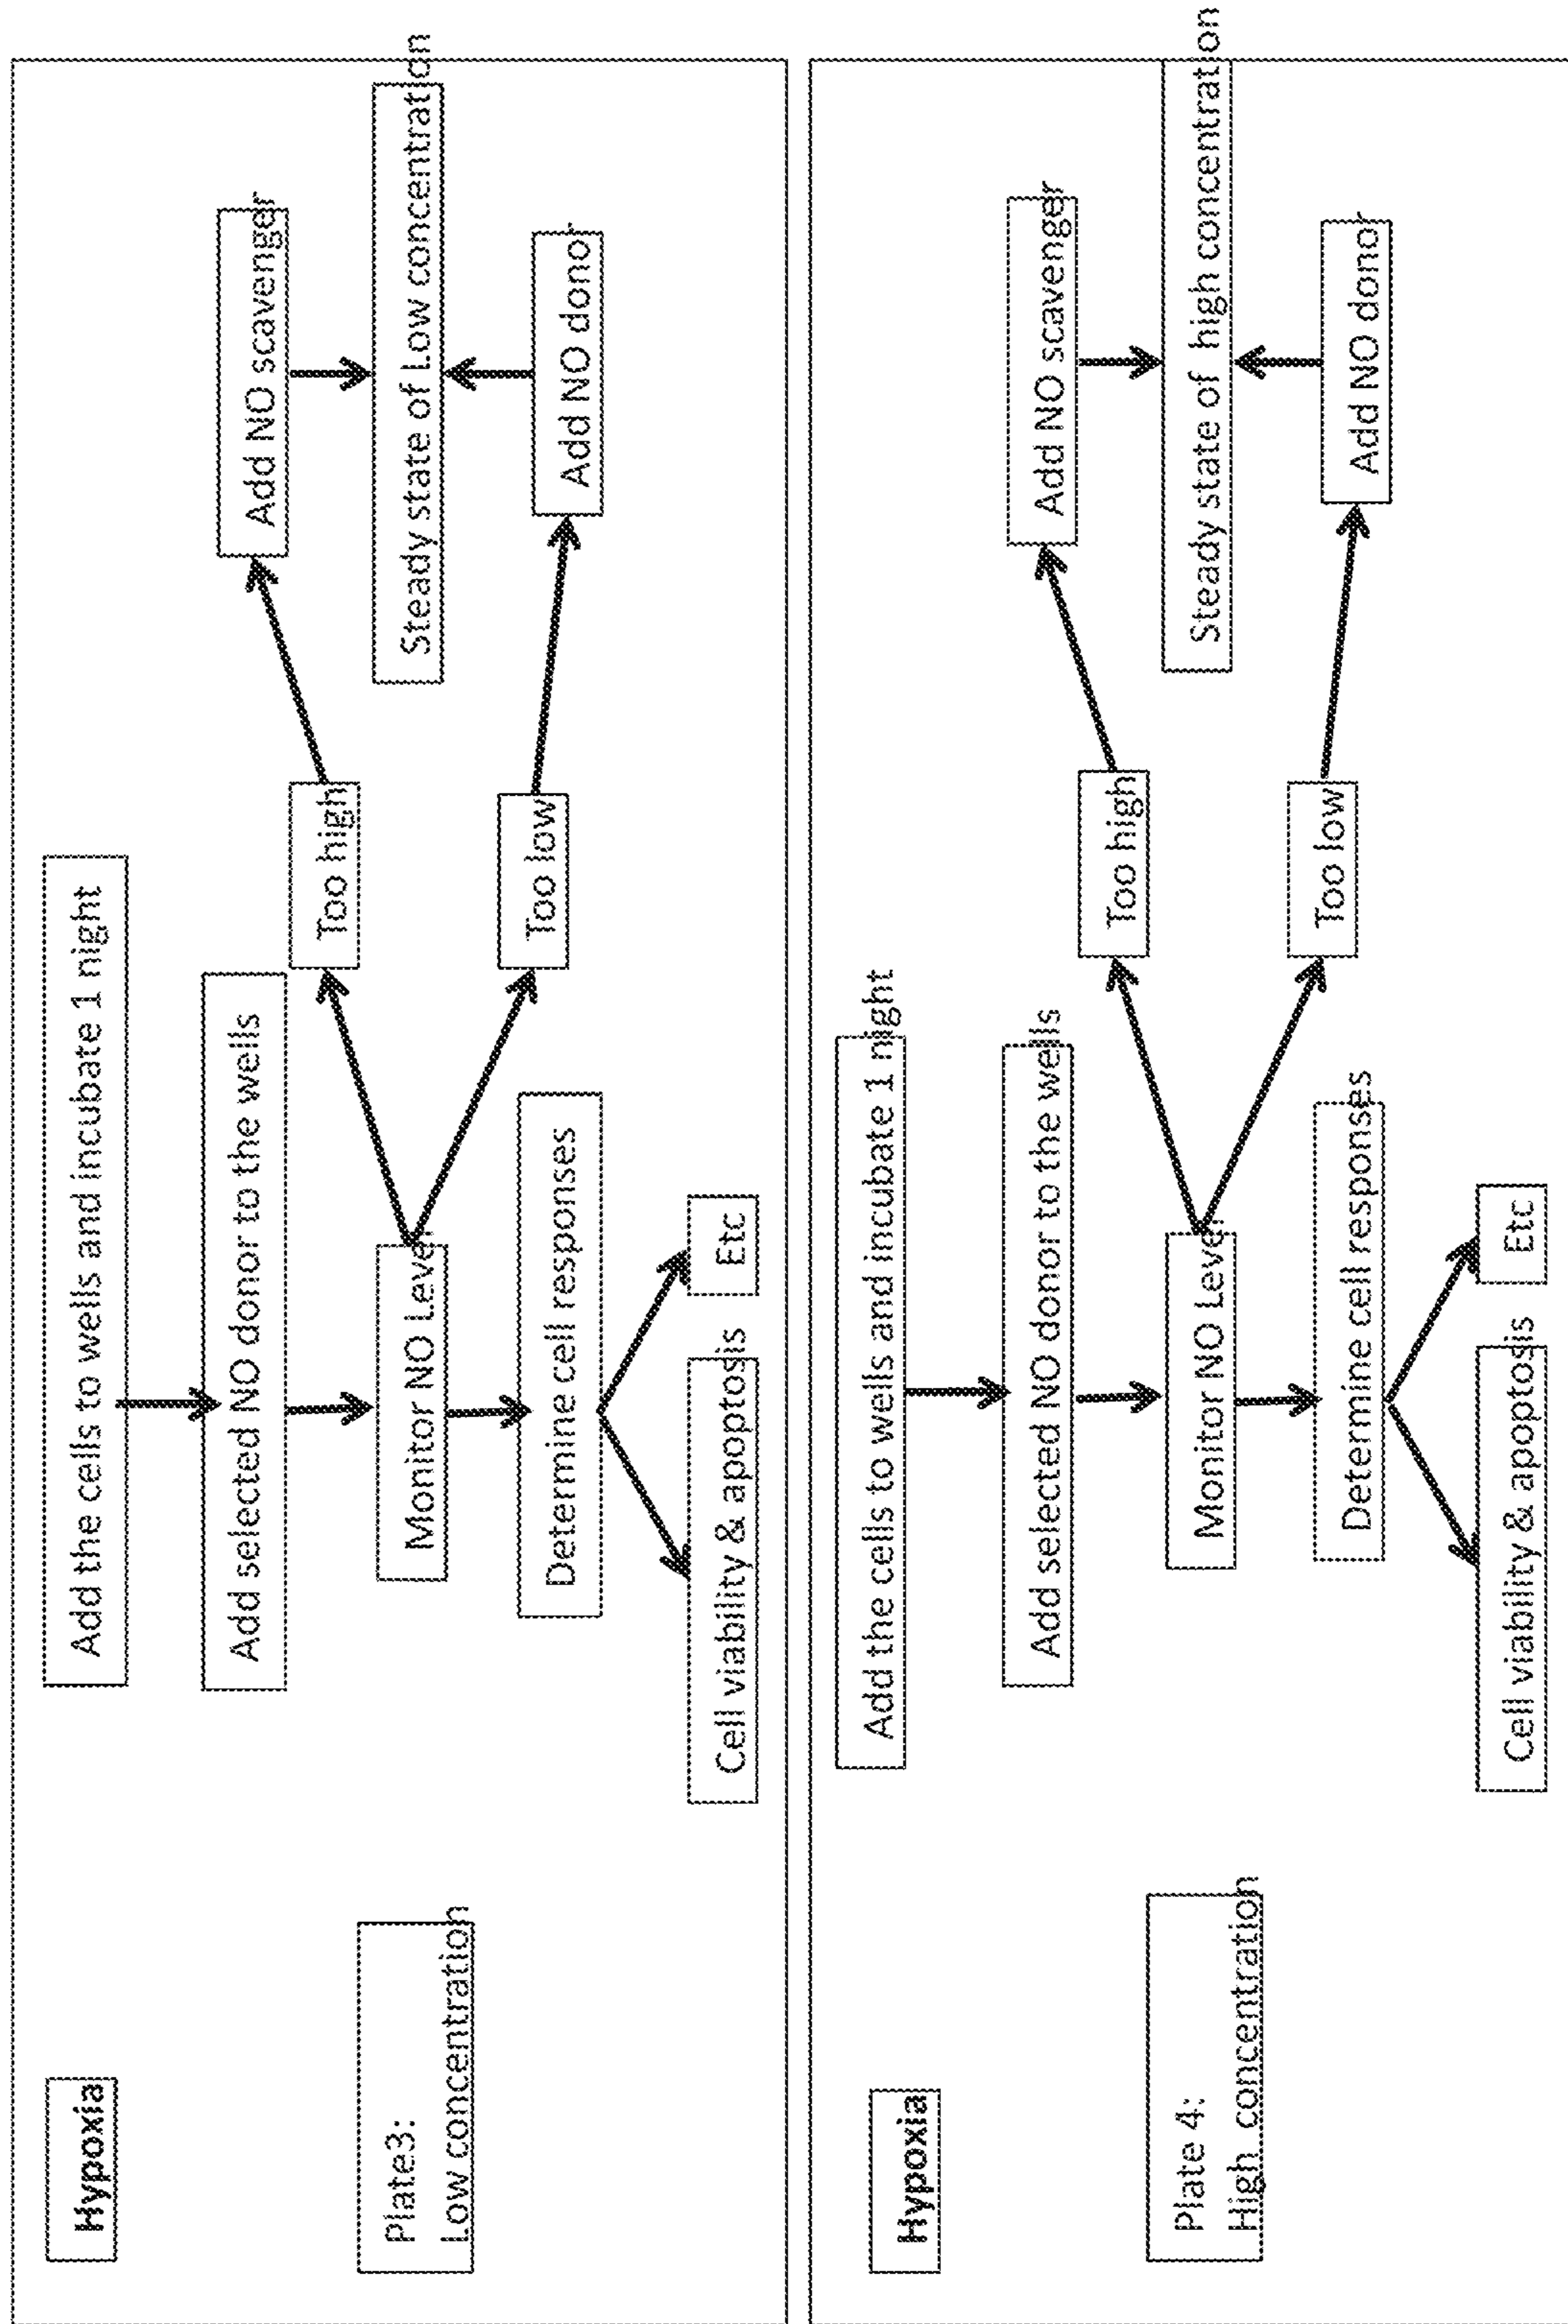 Hypoxia
Plate3:
Low concentration
Add the cells to wells and incubate 1 night
Add selected NO donor to the wells
Monitor NO Level
Determine cell responses
Cell viability & apoptosis
Etc
Too high
Too low
Add NO scavenger
Steady state of Low concentration
Add NO donor
Hypoxia
Plate 4:
High concentration
Add the cells to wells and incubate 1 night
Add selected NO donor to the wells
Monitor NO Level
Determine cell responses
Cell viability & apoptosis
Etc
Too high
Too low
Add NO scavenger
Steady state of high concentration
Add NO donor